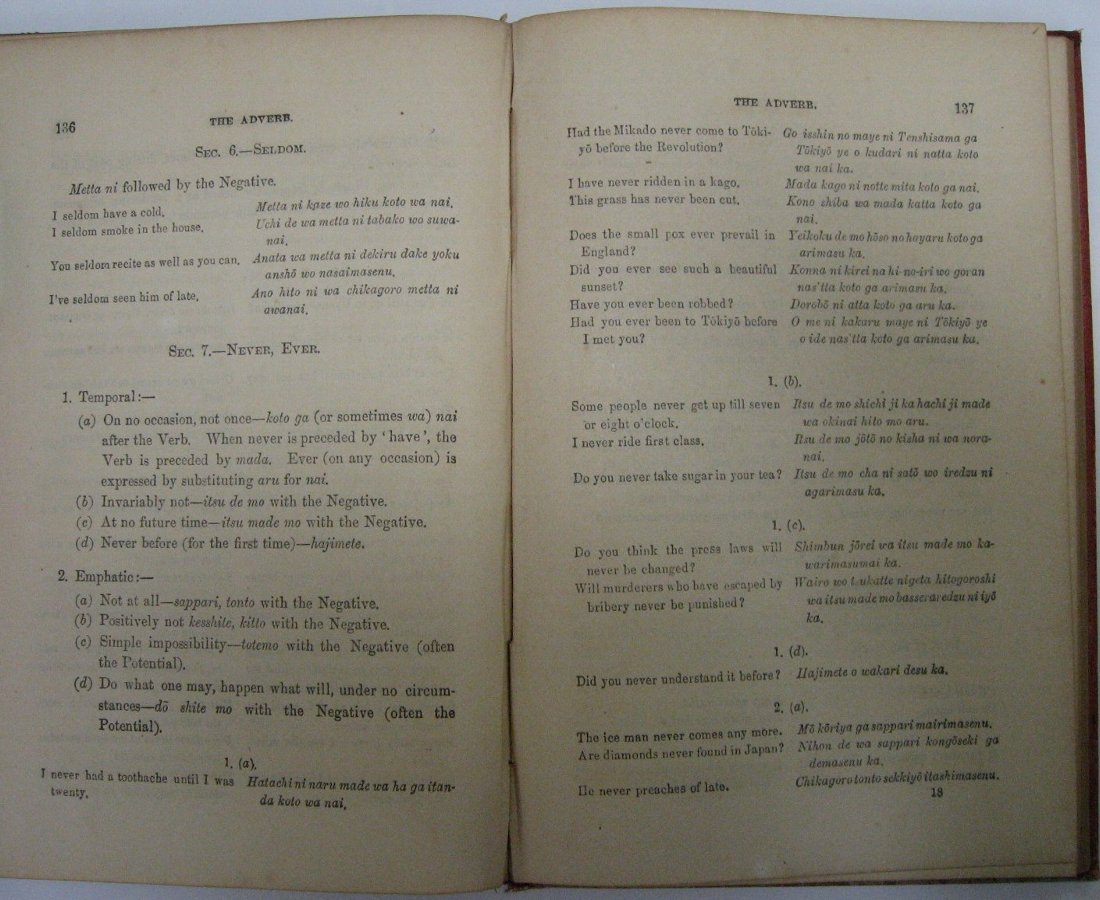 136
THE ADVERB.
SEC. 6.—SELDOM.
Metta ni followed by the Negative.
I seldom have a cold. Metta ni kaze wo hiku koto wa nai.
I seldom smoke in the house. Uchi de wa metta ni tabako wo suwa-
nai.
You seldom recite as well as you can. Anata wa metta ni dekiru dake yoku
anshō wo nasaimasenu.
I've seldom seen him of late. Ano hito ni wa chikagoro metta ni
awanai.
SEC. 7.—NEVER, EVER.
1. Temporal:—
(a) On no occasion, not once—koto ga (or sometimes wa) nai
after the Verb. When never is preceded by 'have', the
Verb is preceded by mada. Ever (on any occasion) is
expressed by substituting aru for nai.
(b) Invariably not—itsu de mo with the Negative.
(c) At no future time—itsu made mo with the Negative.
(d) Never before (for the first time)—hajimete.
2. Emphatic:—
(a) Not at all—sappari, tonto with the Negative.
(b) Positively not kesshite, kitto with the Negative.
(c) Simple impossibility—totemo with the Negative (often
the Potential).
(d) Do what one may, happen what will, under no circum-
stances—dō shite mo with the Negative (often the
Potential).
1. (a).
I never had a toothache until I was Hatachi ni naru made wa ha ga itan-
twenty. da koto wa nai.
THE ADVERB.
137
Had the Mikado never come to Tōki- Go isshin no maye ni Tenshisama ga
yō before the Revolution? Tōkiyō ye o kudari ni natta koto
wa nai ka.
I have never ridden in a kago. Mada kago ni notte mita koto ga nai.
This grass has never been cut. Kono shiba wa mada katta koto ga
nai.
Does the small pox ever prevail in Yeikoku de mo hōso no hayaru koto ga
England? arimasu ka.
Did you ever see such a beautiful Konna ni kirei na hi-no-iri wo goran
sunset? nas'tta koto ga arimasu ka.
Have you ever been robbed? Dorobō ni atta koto ga aru ka.
Had you ever been to Tōkiyō before O me ni kakaru maye ni Tōkiyō ye
I met you? o ide nas'tta koto ga arimasu ka.
1. (b).
Some people never get up till seven Itsu de mo shichi ji ka hachi ji made
or eight o'clock. wa okinai hito mo aru.
I never ride first class. Itsu de mo jōtō no kisha ni wa nora-
nai.
Do you never take sugar in your tea? Itsu de mo cha ni satō wo iredzu ni
agarimasu ka.
1. (c).
Do you think the press laws will Shimbun jōrei wa itsu made mo ka-
never be changed? warimasumai ka.
Will murderers who have escaped by Wairo wo tsukatte nigeta hitogoroshi
bribery never be punished? wa itsu made mo basseraredzu ni iyō
ka.
1. (d).
Did you never understand it before? Hajimete o wakari desu ka.
2. (a).
The ice man never comes any more. Mō kōriya ga sappari mairimasenu.
Are diamonds never found in Japan? Nihon de wa sappari kongōseki ga
demasenu ka.
He never preaches of late. Chikagoro tonto sekkiyō itashimasenu.
18